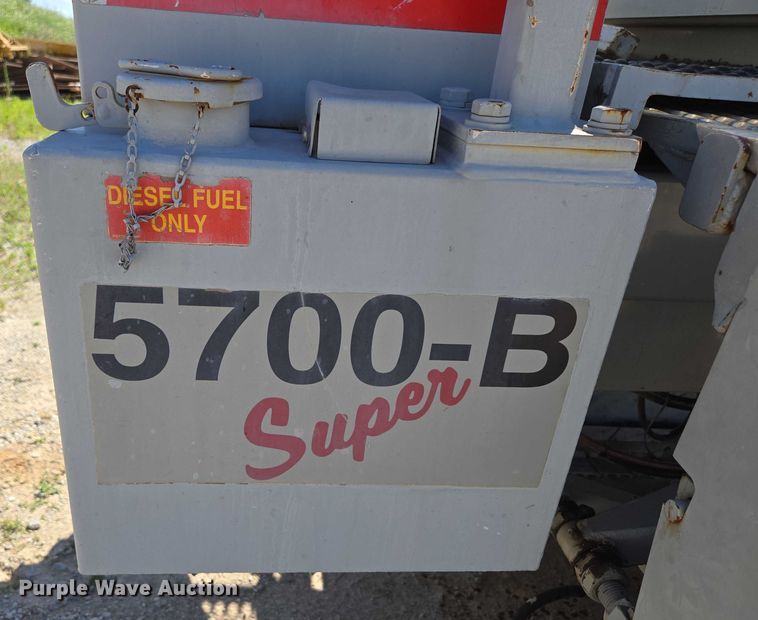 DIESEL FUEL
ONLY
5700-B
Super
Purple Wave Auction